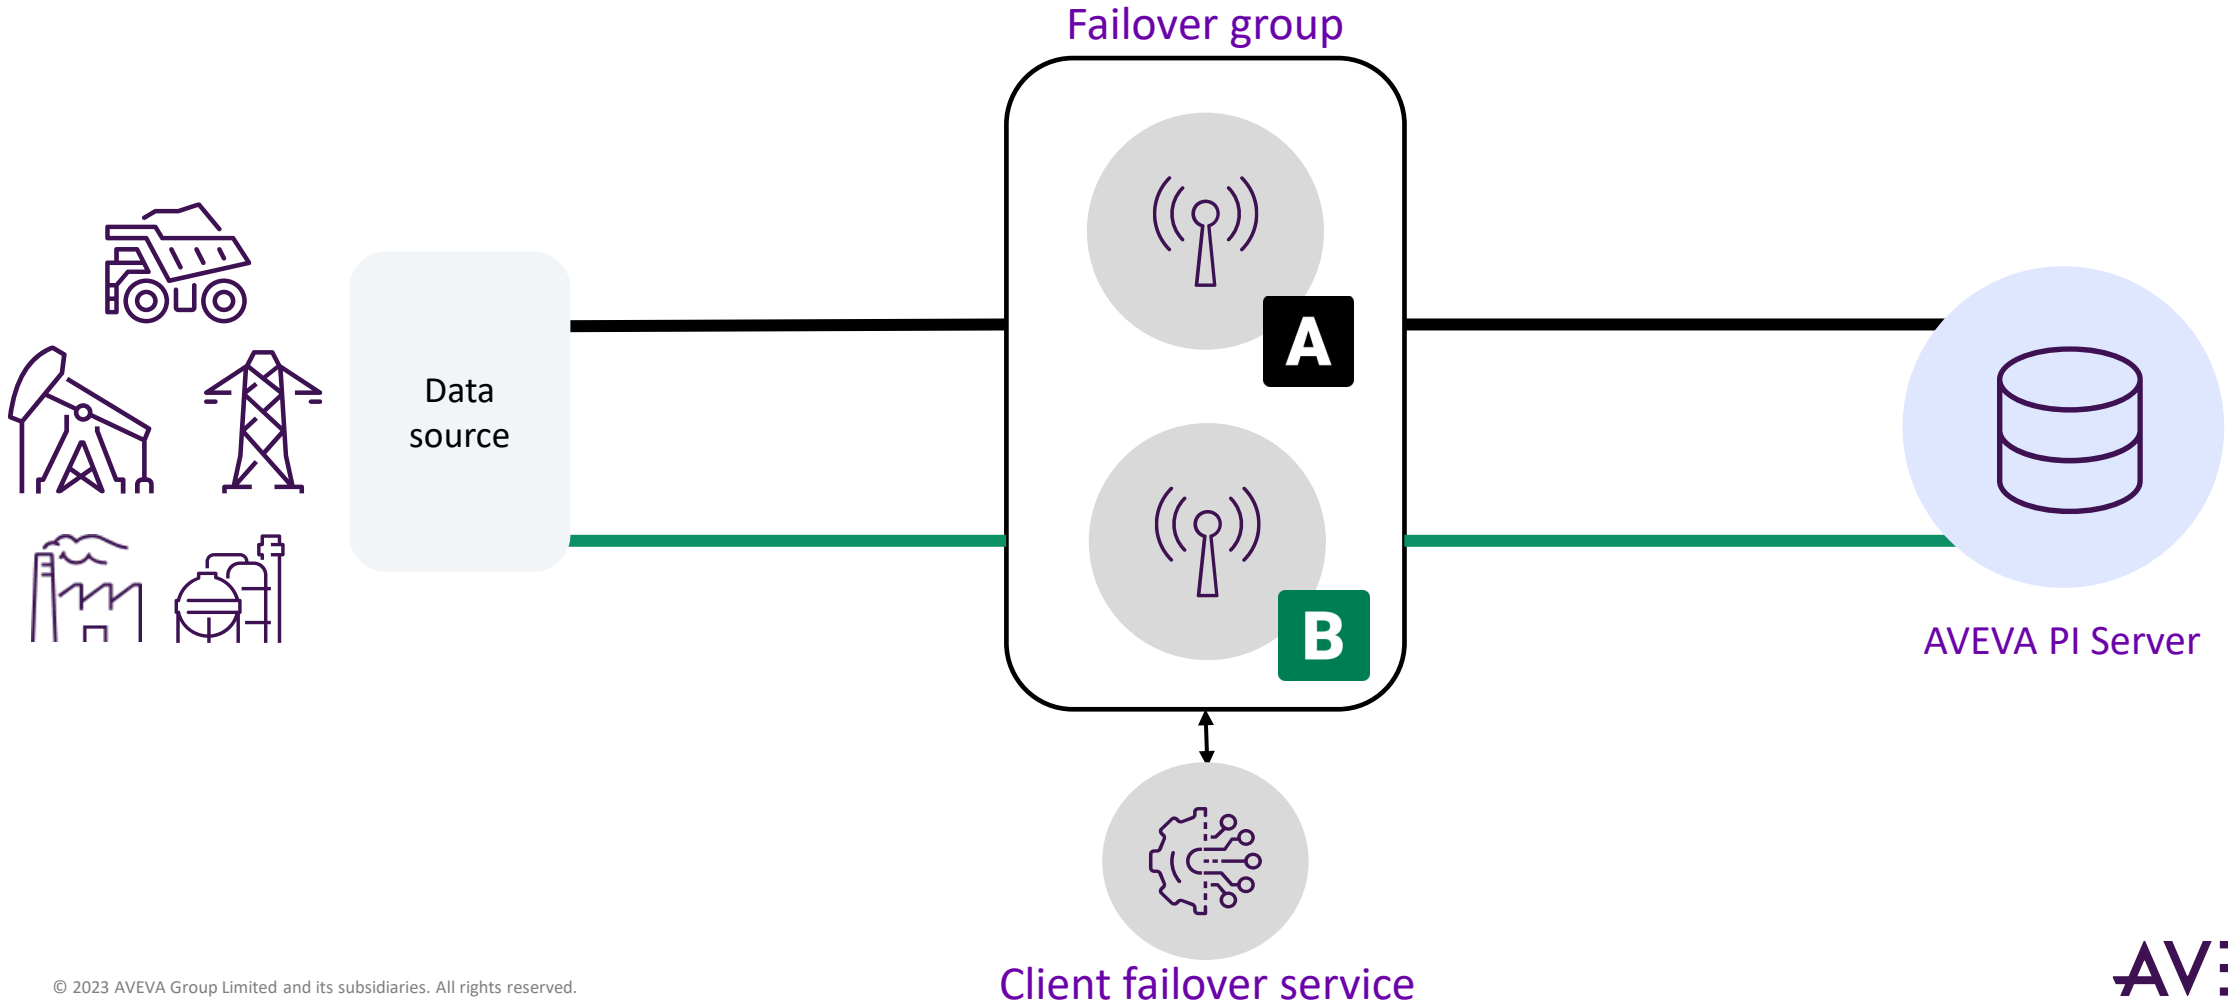 Failover group
A
Data
source
B
AVEVA PI Server
Client failover service
© 2023 AVEVA Group Limited and its subsidiaries. All rights reserved.